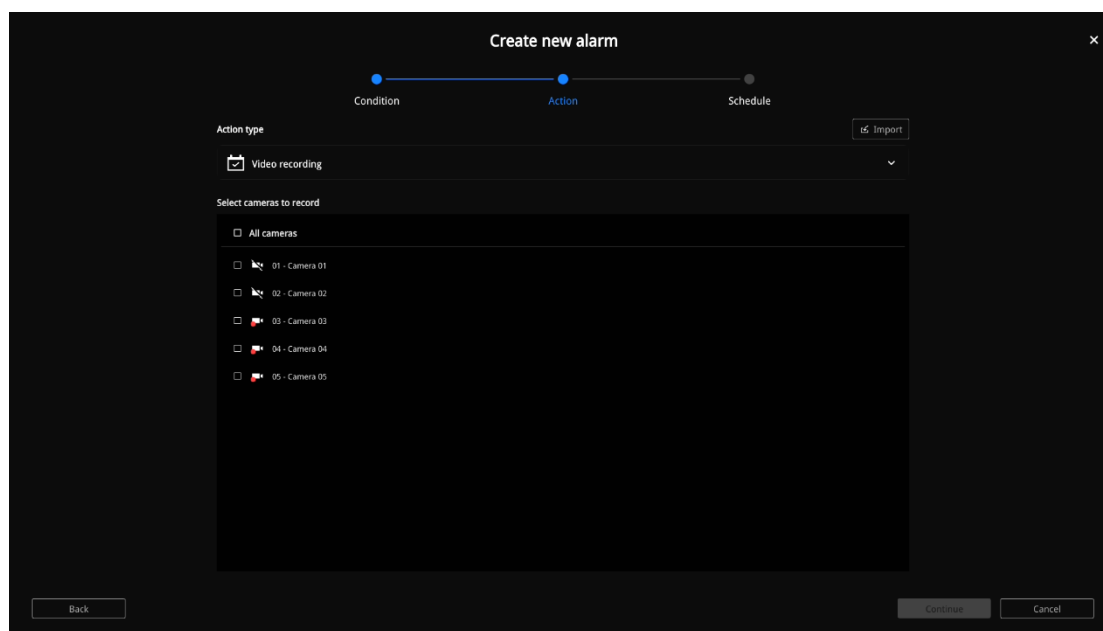 Create new alarm
Condition Action Schedule
Action type Import
Video recording
Select cameras to record
All cameras
01 - Camera 01
02 - Camera 02
03 - Camera 03
04 - Camera 04
05 - Camera 05
Back Continue Cancel